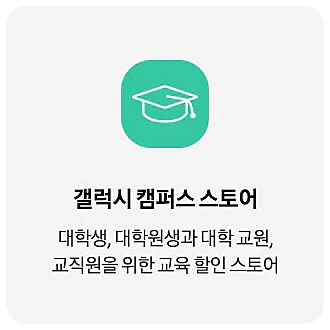 갤럭시 캠퍼스 스토어
대학생, 대학원생과 대학 교원,
교직원을 위한 교육 할인 스토어